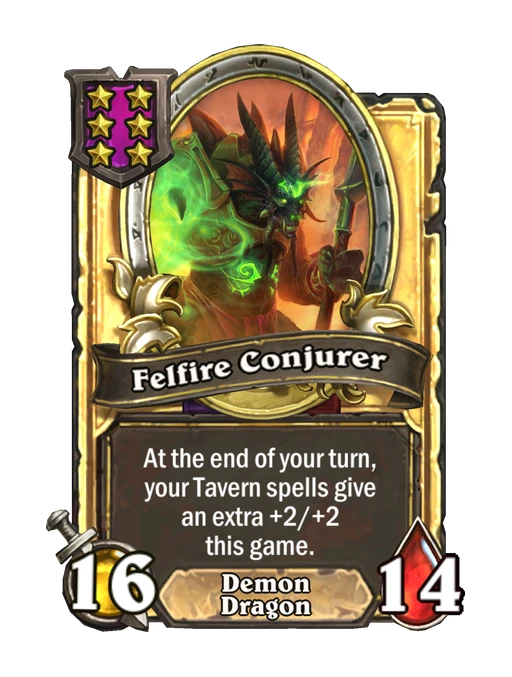 Felfire Conjurer
At the end of your turn,
your Tavern spells give
an extra +2/+2
this game.
16
Demon
Dragon
14